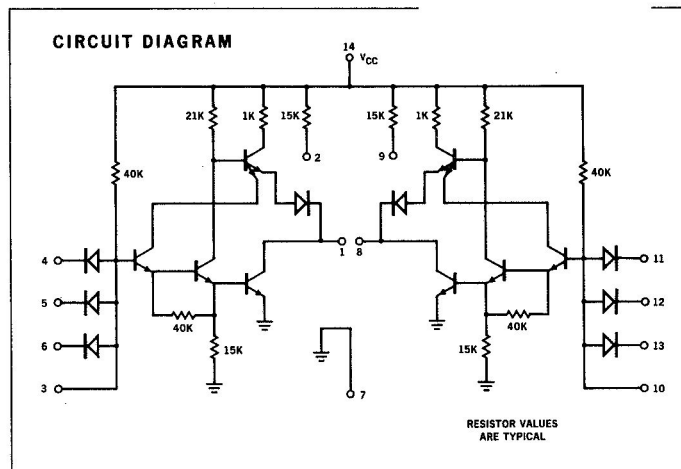 CIRCUIT DIAGRAM
14
VCC
21K 1K 15K 15K 1K 21K
2 9
40K 40K
4 1 8 11
5 12
40K 40K
6 15K 15K 13
3 7 10
RESISTOR VALUES
ARE TYPICAL